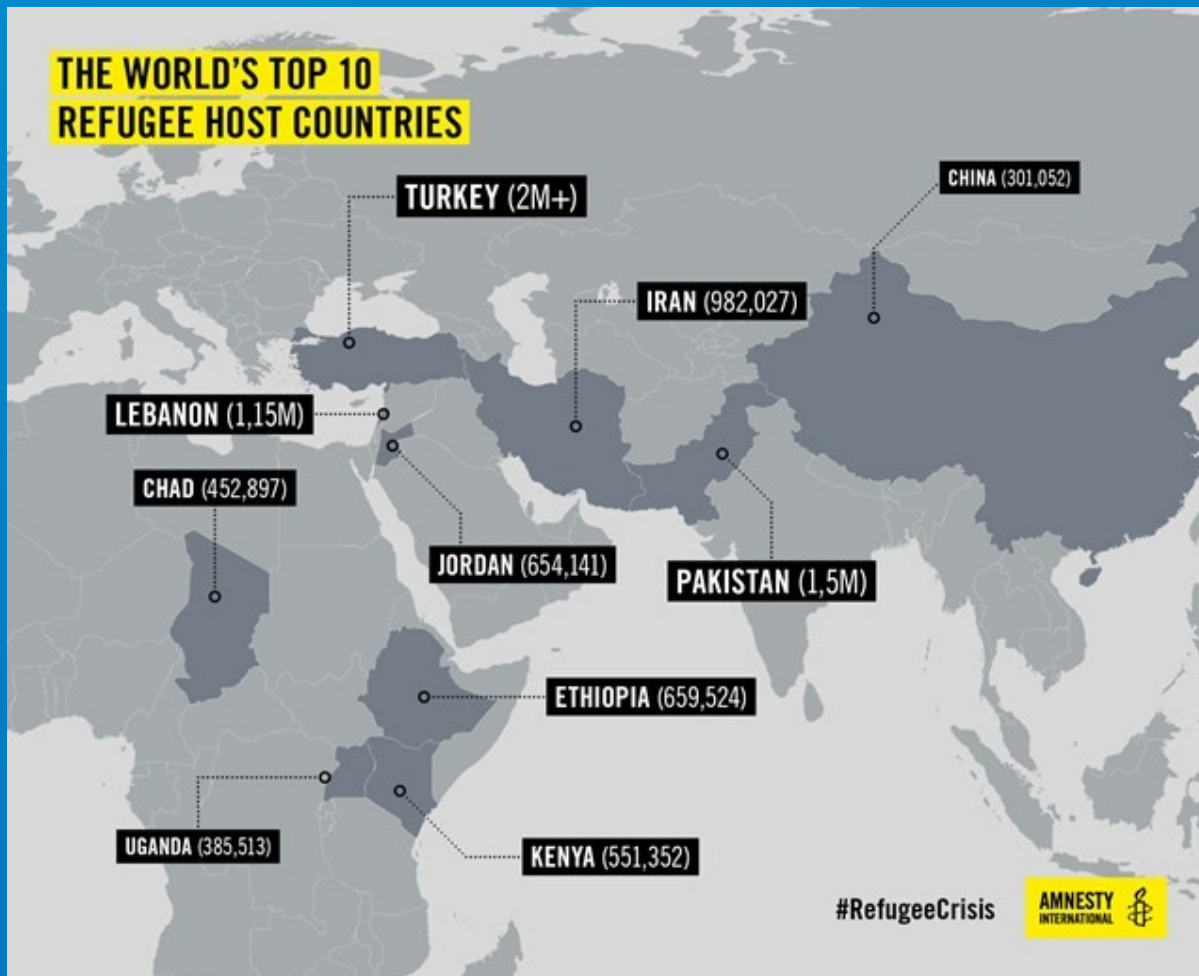 THE WORLD'S TOP 10
REFUGEE HOST COUNTRIES
TURKEY (2M+)
CHINA (301,052)
IRAN (982,027)
LEBANON (1,15M)
CHAD (452,897)
JORDAN (654,141)
PAKISTAN (1,5M)
ETHIOPIA (659,524)
UGANDA (385,513)
KENYA (551,352)
#RefugeeCrisis
AMNESTY
INTERNATIONAL